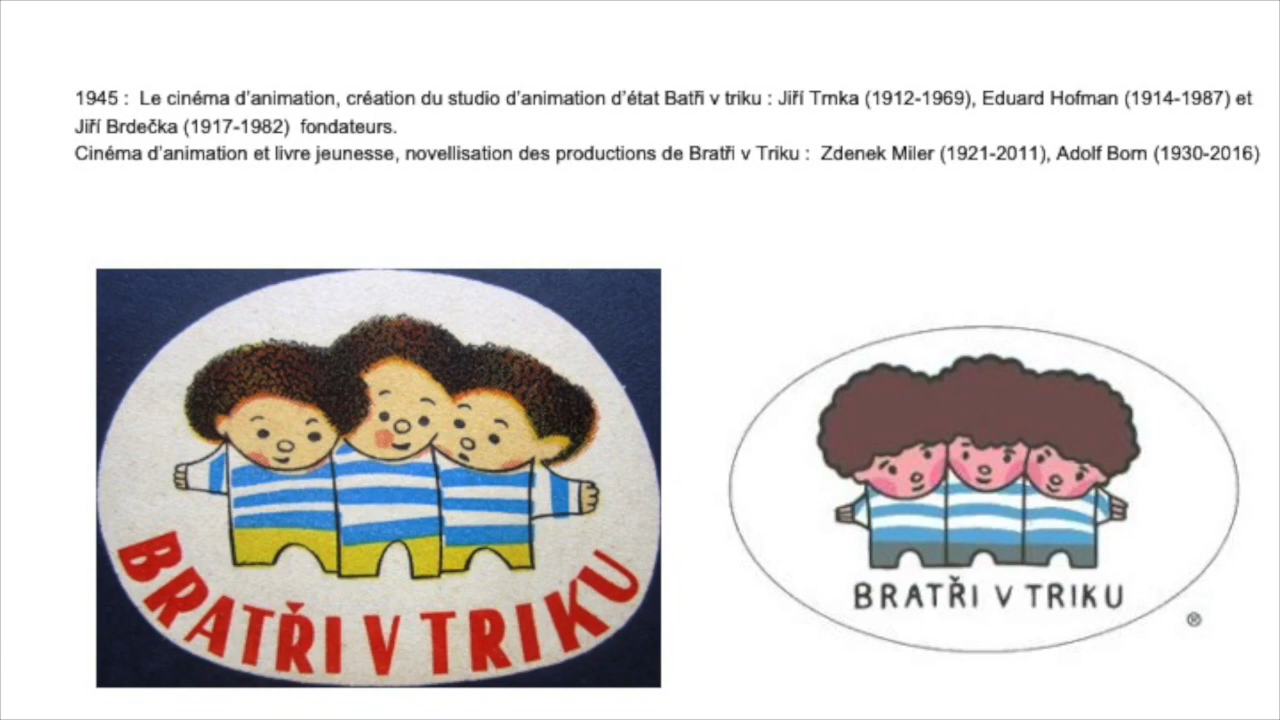 1945 : Le cinéma d'animation, création du studio d'animation d'état Batři v triku : Jiří Trnka (1912-1969), Eduard Hofman (1914-1987) et
Jiří Brdečka (1917-1982) fondateurs.
Cinéma d'animation et livre jeunesse, novellisation des productions de Bratři v Triku : Zdenek Miler (1921-2011), Adolf Born (1930-2016)
BRATŘI V TRIKU
BRATŘI V TRIKU
®